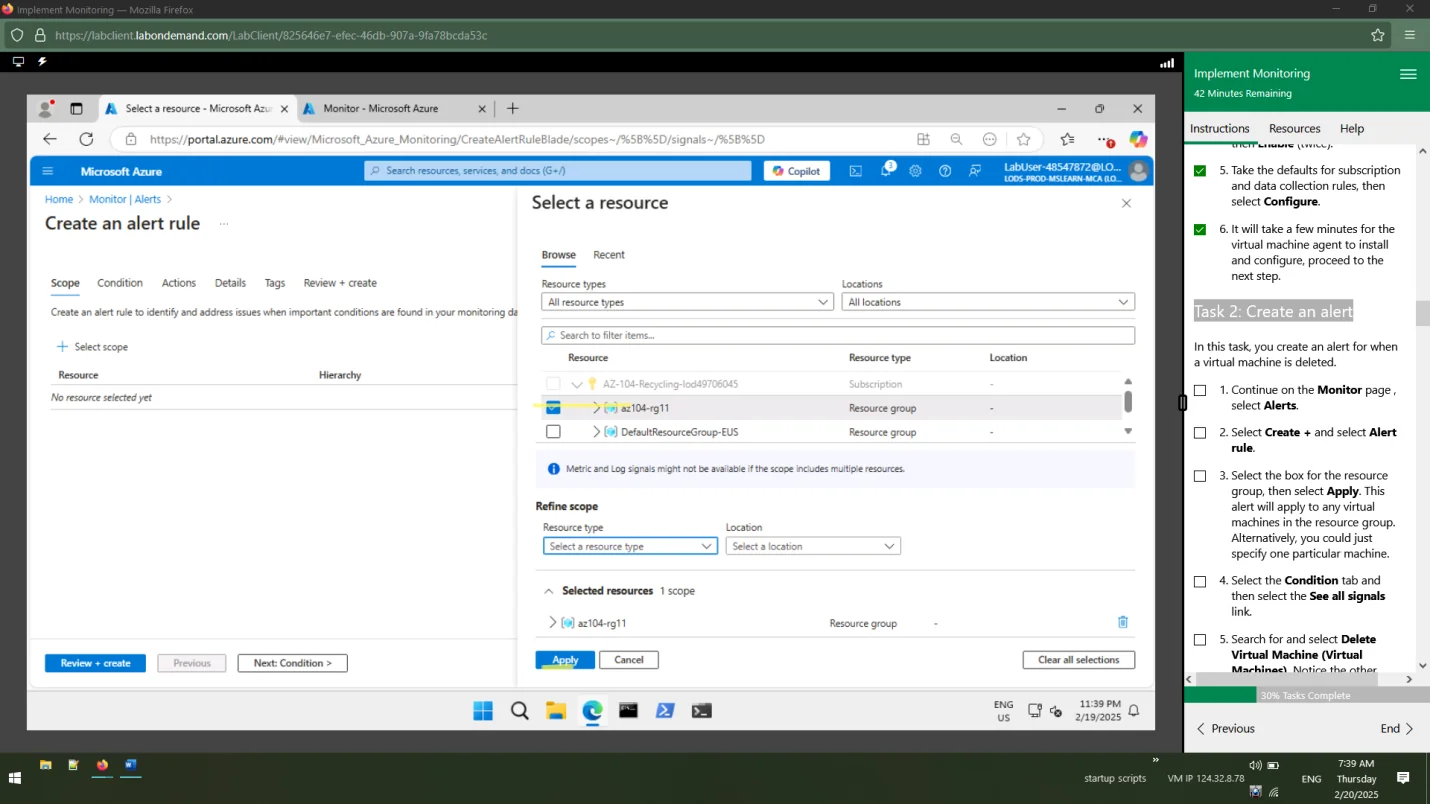 Implement Monitoring — Mozilla Firefox
https://labclient.labondemand.com/LabClient/825646e7-efec-46db-907a-9fa78bcda53c
Select a resource - Microsoft Azu
Monitor - Microsoft Azure
https://portal.azure.com/#view/Microsoft_Azure_Monitoring/CreateAlertRuleBlade/scopes~/%5B%5D/signals~/%5B%5D
Microsoft Azure
Search resources, services, and docs (G+/)
Copilot
3
LabUser-48547872@LO...
LODS-PROD-MSLEARN-MCA (LO...
Home > Monitor | Alerts >
Create an alert rule ...
Scope Condition Actions Details Tags Review + create
Create an alert rule to identify and address issues when important conditions are found in your monitoring da
Select scope
Resource Hierarchy
No resource selected yet
Review + create Previous Next: Condition >
Select a resource
Browse Recent
Resource types Locations
All resource types All locations
Search to filter items...
Resource Resource type Location
AZ-104-Recycling-lod49706045 Subscription -
az104-rg11 Resource group -
DefaultResourceGroup-EUS Resource group -
Metric and Log signals might not be available if the scope includes multiple resources.
Refine scope
Resource type Location
Select a resource type Select a location
Selected resources 1 scope
az104-rg11 Resource group -
Apply Cancel Clear all selections
ENG
US
11:39 PM
2/19/2025
Implement Monitoring
42 Minutes Remaining
Instructions Resources Help
then Enable (twice).
5. Take the defaults for subscription
and data collection rules, then
select Configure.
6. It will take a few minutes for the
virtual machine agent to install
and configure, proceed to the
next step.
Task 2: Create an alert
In this task, you create an alert for when
a virtual machine is deleted.
1. Continue on the Monitor page ,
select Alerts.
2. Select Create + and select Alert
rule.
3. Select the box for the resource
group, then select Apply. This
alert will apply to any virtual
machines in the resource group.
Alternatively, you could just
specify one particular machine.
4. Select the Condition tab and
then select the See all signals
link.
5. Search for and select Delete
Virtual Machine (Virtual
Machines). Notice the other
30% Tasks Complete
< Previous End >
startup scripts
VM IP 124.32.8.78
ENG
7:39 AM
Thursday
2/20/2025